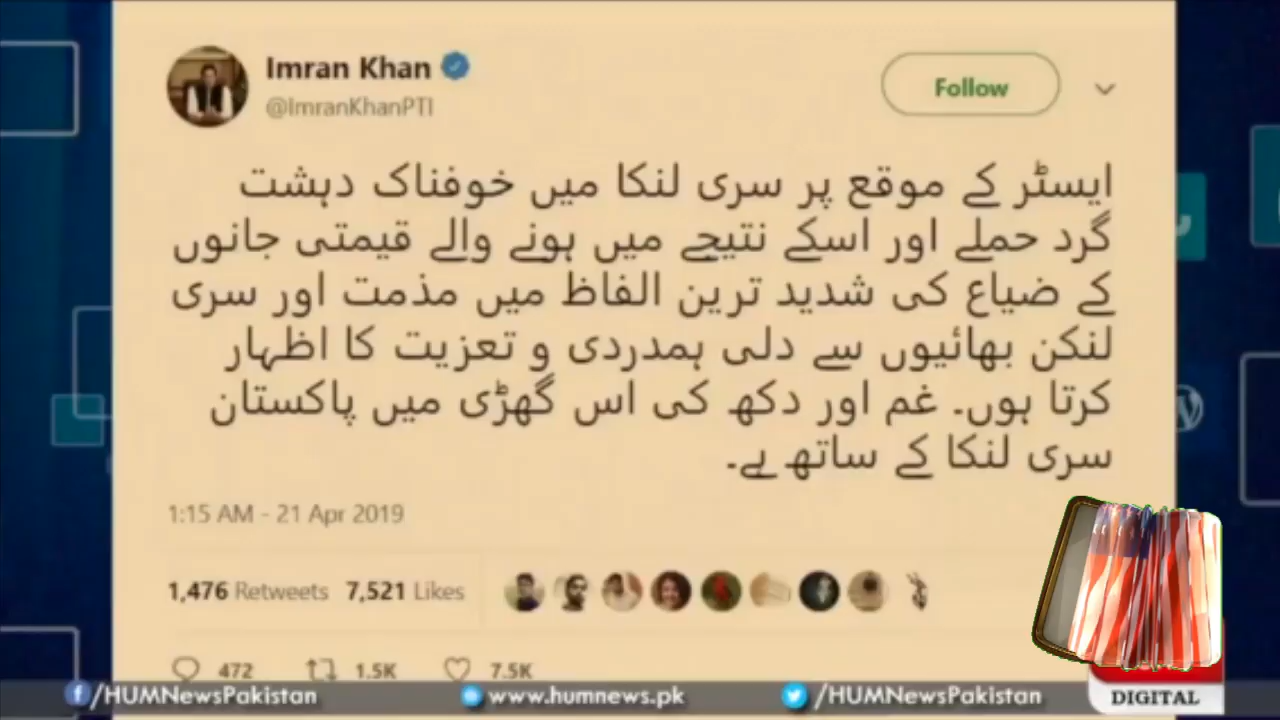 Imran Khan
@ImranKhanPTI
Follow
ایسٹر کے موقع پر سری لنکا میں خوفناک دہشت
گرد حملے اور اسکے نتیجے میں ہونے والے قیمتی جانوں
کے ضیاع کی شدید ترین الفاظ میں مذمت اور سری
لنکن بھائیوں سے دلی ہمدردی و تعزیت کا اظہار
کرتا ہوں۔ غم اور دکھ کی اس گھڑی میں پاکستان
سری لنکا کے ساتھ ہے۔
1:15 AM - 21 Apr 2019
1,476 Retweets 7,521 Likes
472 1.5K 7.5K
/HUMNewsPakistan www.humnews.pk /HUMNewsPakistan
DIGITAL